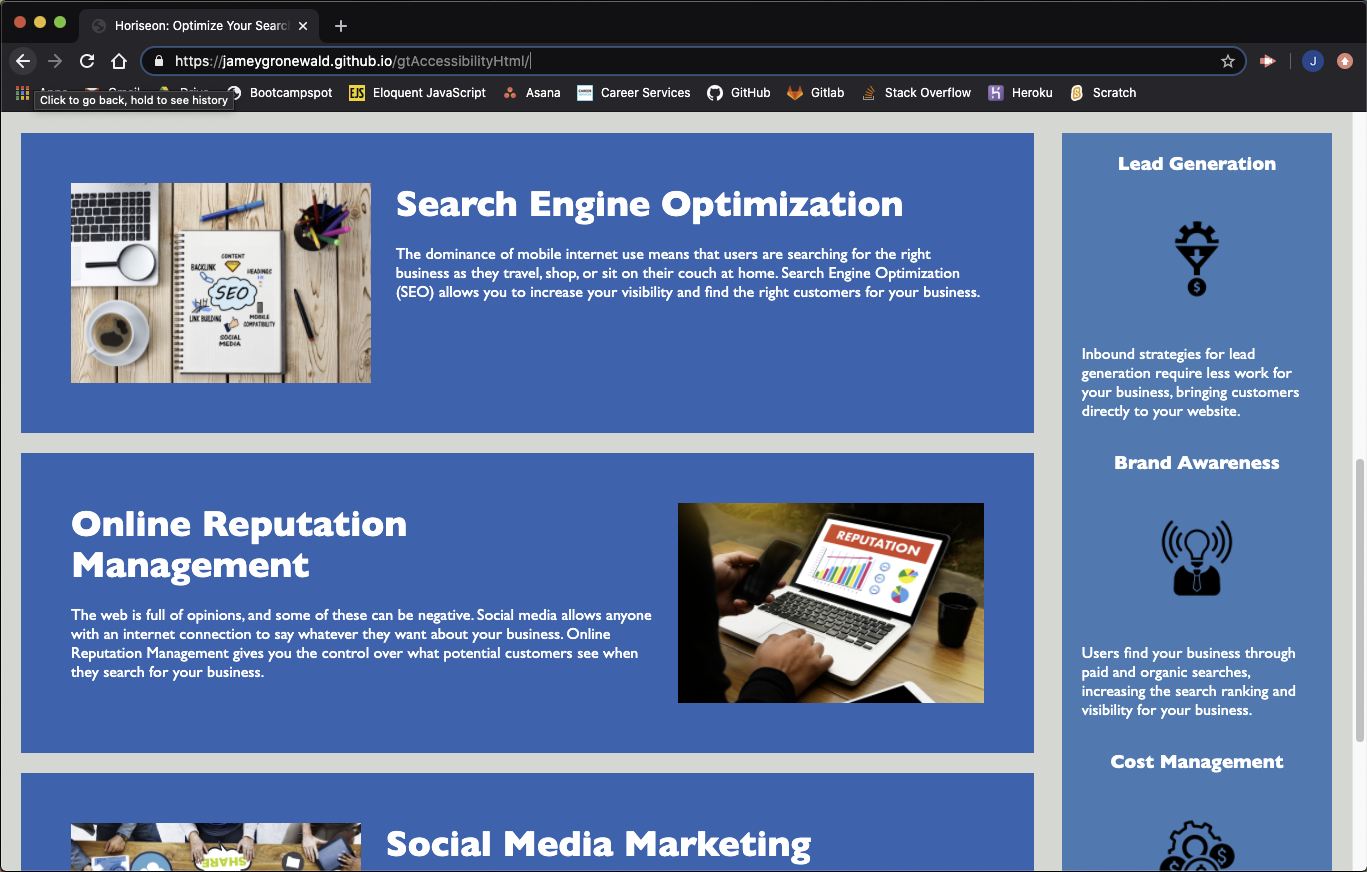 Horiseon: Optimize Your Searc
https://jameygronewald.github.io/gtAccessibilityHtml/
J
Click to go back, hold to see history
Bootcampspot
EJS
Eloquent JavaScript
Asana
Career Services
GitHub
Gitlab
Stack Overflow
Heroku
Scratch
Search Engine Optimization
The dominance of mobile internet use means that users are searching for the right
business as they travel, shop, or sit on their couch at home. Search Engine Optimization
(SEO) allows you to increase your visibility and find the right customers for your business.
CONTENT
BACKLINK
HEADINGS
SEO
LINK BUILDING
MOBILE
COMPATIBILITY
SOCIAL
MEDIA
Online Reputation
Management
The web is full of opinions, and some of these can be negative. Social media allows anyone
with an internet connection to say whatever they want about your business. Online
Reputation Management gives you the control over what potential customers see when
they search for your business.
REPUTATION
Social Media Marketing
SHARE
Lead Generation
$
Inbound strategies for lead
generation require less work for
your business, bringing customers
directly to your website.
Brand Awareness
Users find your business through
paid and organic searches,
increasing the search ranking and
visibility for your business.
Cost Management
$